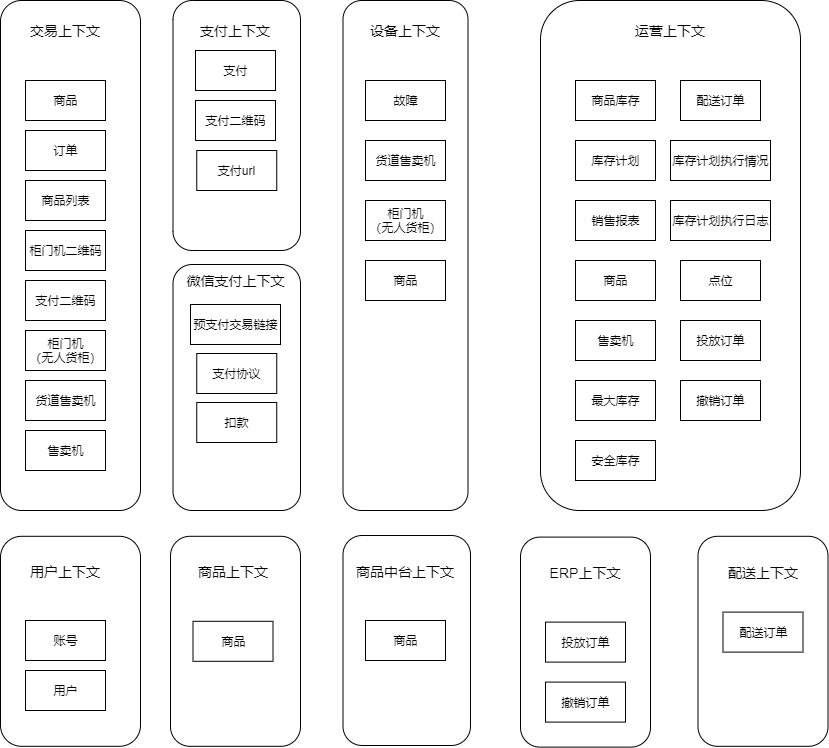 交易上下文
商品
订单
商品列表
柜门机二维码
支付二维码
柜门机
(无人货柜)
货道售卖机
售卖机
支付上下文
支付
支付二维码
支付url
微信支付上下文
预支付交易链接
支付协议
扣款
设备上下文
故障
货道售卖机
柜门机
(无人货柜)
商品
运营上下文
商品库存
配送订单
库存计划
库存计划执行情况
销售报表
库存计划执行日志
商品
点位
售卖机
投放订单
最大库存
撤销订单
安全库存
用户上下文
账号
用户
商品上下文
商品
商品中台上下文
商品
ERP上下文
投放订单
撤销订单
配送上下文
配送订单